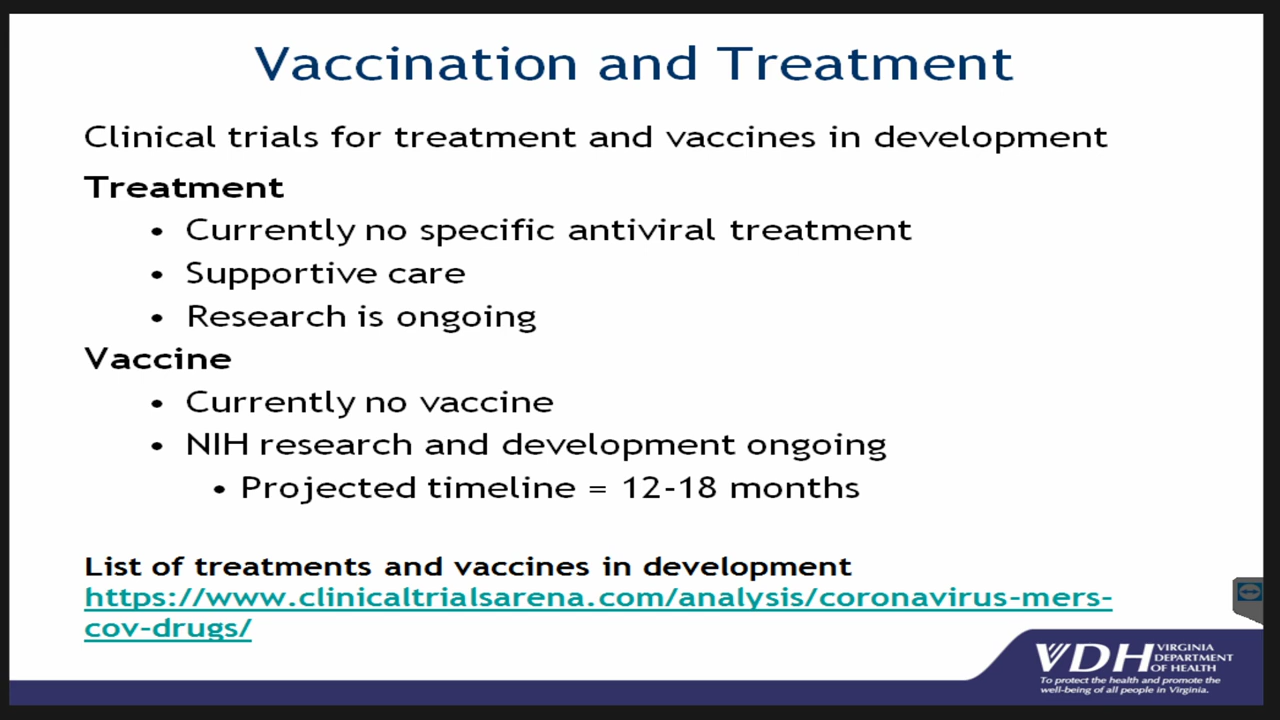 Vaccination and Treatment
Clinical trials for treatment and vaccines in development
Treatment
• Currently no specific antiviral treatment
• Supportive care
• Research is ongoing
Vaccine
• Currently no vaccine
• NIH research and development ongoing
• Projected timeline = 12-18 months
List of treatments and vaccines in development
https://www.clinicaltrialsarena.com/analysis/coronavirus-mers-
cov-drugs/
VDH VIRGINIA
DEPARTMENT
OF HEALTH
To protect the health and promote the
well-being of all people in Virginia.